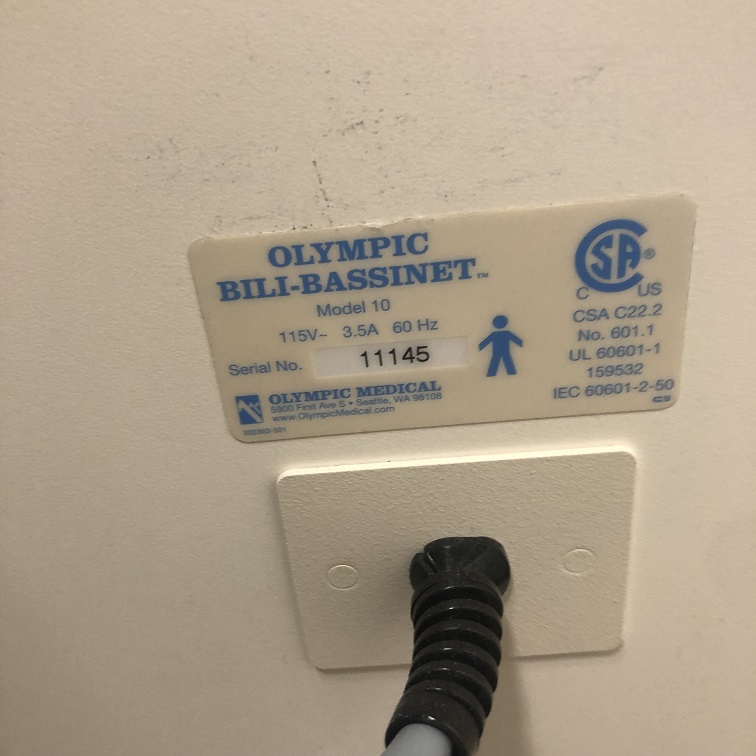 OLYMPIC
BILI-BASSINET™
Model 10
115V~ 3.5A 60 Hz
Serial No. 11145
OLYMPIC MEDICAL
5900 First Ave S • Seattle, WA 98108
www.OlympicMedical.com
CSA®
C US
CSA C22.2
No. 601.1
UL 60601-1
159532
IEC 60601-2-50